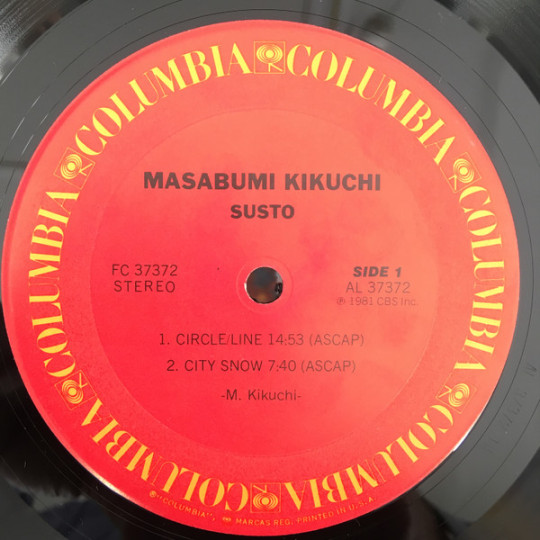 COLUMBIA COLUMBIA COLUMBIA COLUMBIA COLUMBIA COLUMBIA
MASABUMI KIKUCHI
SUSTO
FC 37372
STEREO
SIDE 1
AL 37372
℗ 1981 CBS Inc.
1. CIRCLE/LINE 14:53 (ASCAP)
2. CITY SNOW 7:40 (ASCAP)
-M. Kikuchi-
®"COLUMBIA", MARCAS REG. PRINTED IN U.S.A.